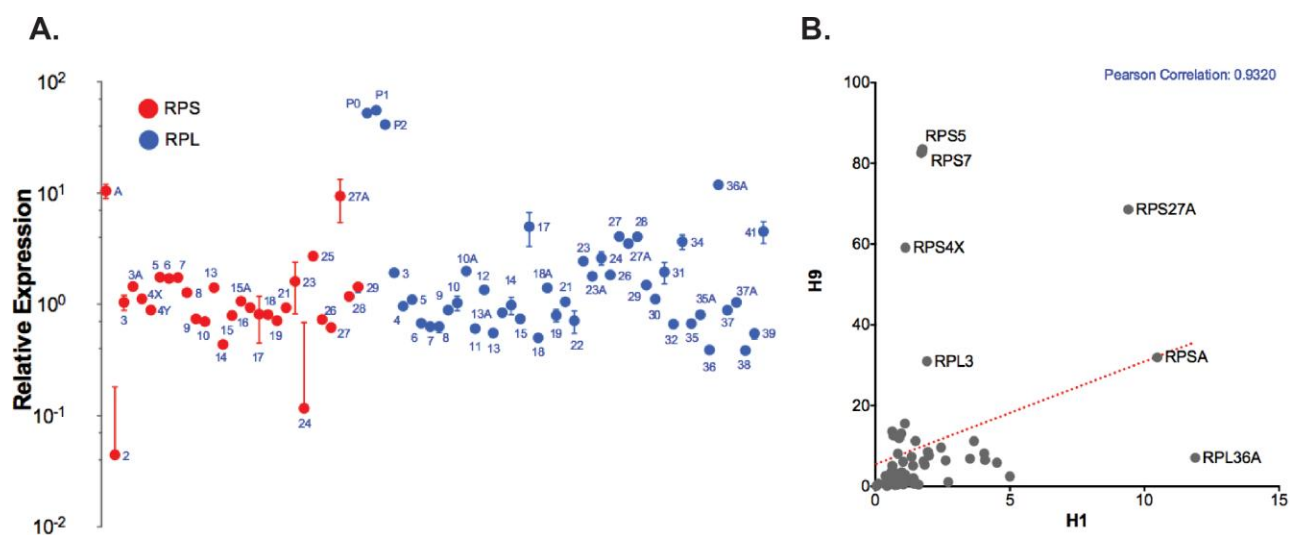 A.
Relative Expression
10²
10¹
10⁰
10⁻¹
10⁻²
RPS
RPL
A
2
3
3A
4X
4Y
5
6
7
8
9
10
13
14
15
15A
16
17
18
19
21
23
24
25
26
27
27A
28
29
P0
P1
P2
3
4
5
6
7
8
9
10
10A
11
12
13A
13
14
15
17
18
18A
19
21
22
23
23A
24
26
27
27A
28
29
30
31
32
34
35
35A
36
36A
37
37A
38
39
41
B.
Pearson Correlation: 0.9320
H9
100
80
60
40
20
0
RPS5
RPS7
RPS27A
RPS4X
RPL3
RPSA
RPL36A
0
5
10
15
H1